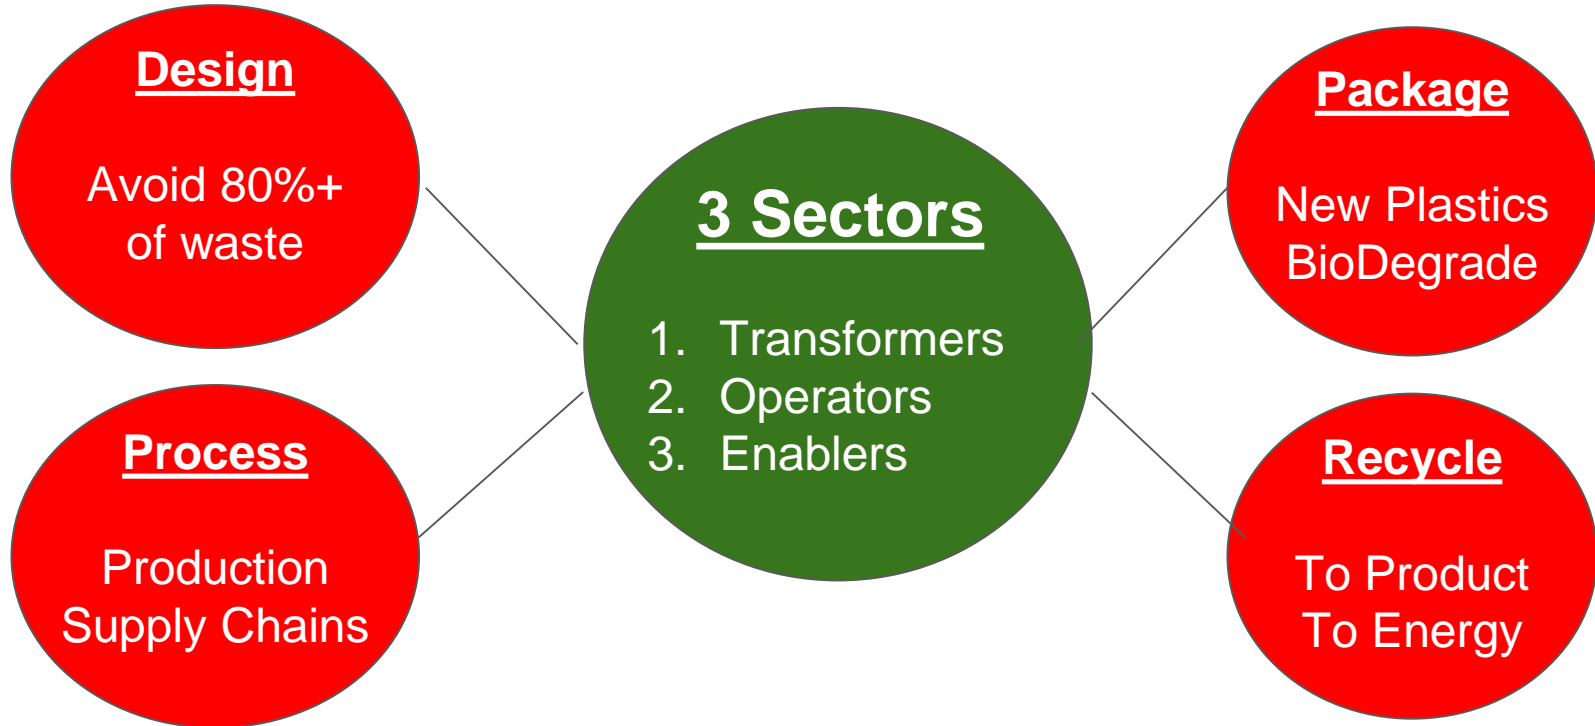 Design
Avoid 80%+
of waste
Process
Production
Supply Chains
3 Sectors
1. Transformers
2. Operators
3. Enablers
Package
New Plastics
BioDegrade
Recycle
To Product
To Energy